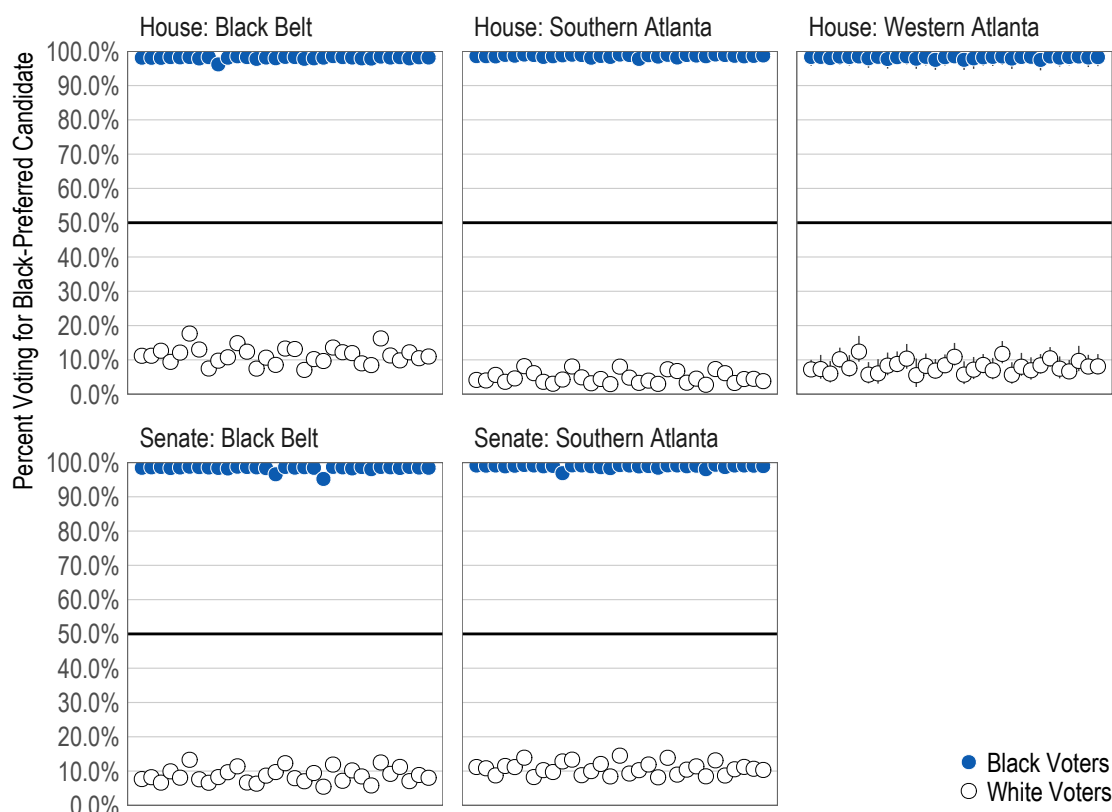 House: Black Belt
House: Southern Atlanta
House: Western Atlanta
Percent Voting for Black-Preferred Candidate
100.0%
90.0%
80.0%
70.0%
60.0%
50.0%
40.0%
30.0%
20.0%
10.0%
0.0%
Senate: Black Belt
Senate: Southern Atlanta
100.0%
90.0%
80.0%
70.0%
60.0%
50.0%
40.0%
30.0%
20.0%
10.0%
0.0%
Black Voters
White Voters